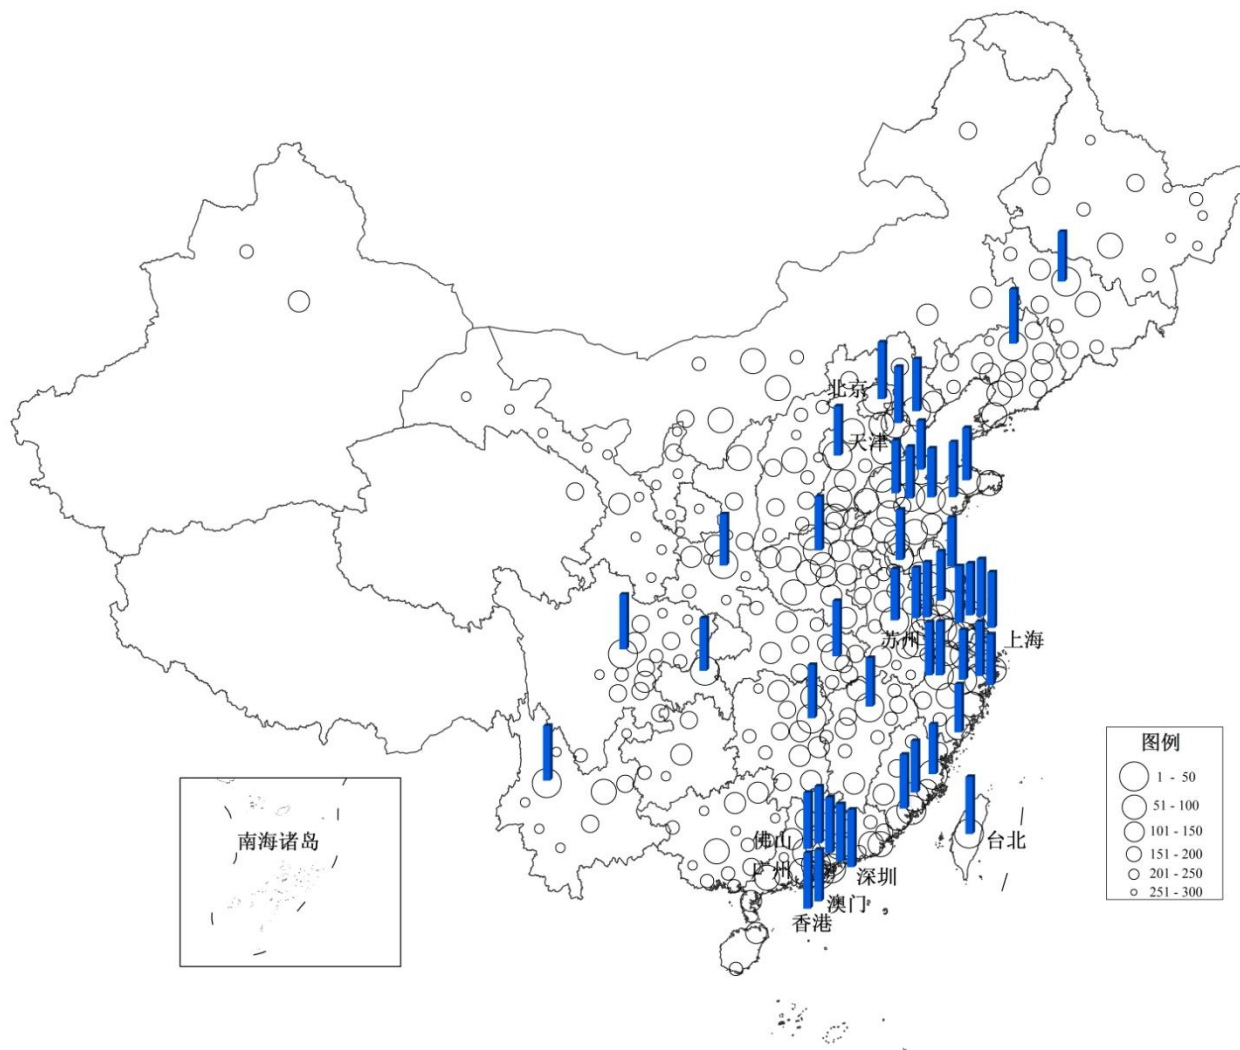 北京
天津
苏州
上海
佛山
广州
深圳
澳门
香港
台北
南海诸岛
图例
1 - 50
51 - 100
101 - 150
151 - 200
201 - 250
251 - 300